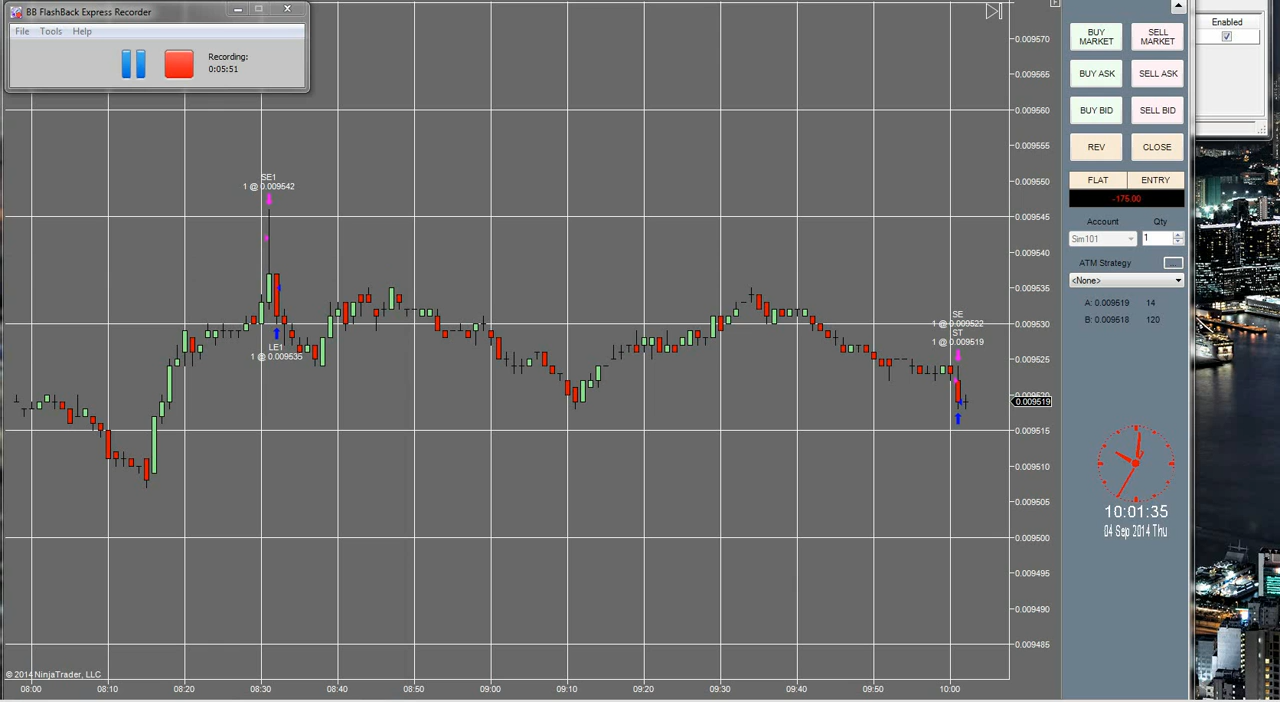 BB FlashBack Express Recorder
File Tools Help
Recording:
0:05:51
Enabled
BUY MARKET
SELL MARKET
BUY ASK
SELL ASK
BUY BID
SELL BID
REV
CLOSE
FLAT
ENTRY
-175.00
Account
Qty
Sim101
1
ATM Strategy
...
<None>
A: 0.009519 14
B: 0.009518 120
10:01:35
04 Sep 2014 Thu
F
0.009570
0.009565
0.009560
0.009555
0.009550
0.009545
0.009540
0.009535
0.009530
0.009525
0.009520
0.009519
0.009515
0.009510
0.009505
0.009500
0.009495
0.009490
0.009485
SE1
1 @ 0.009542
LE1
1 @ 0.009535
SE
1 @ 0.009522
ST
1 @ 0.009519
© 2014 NinjaTrader, LLC
08:00 08:10 08:20 08:30 08:40 08:50 09:00 09:10 09:20 09:30 09:40 09:50 10:00